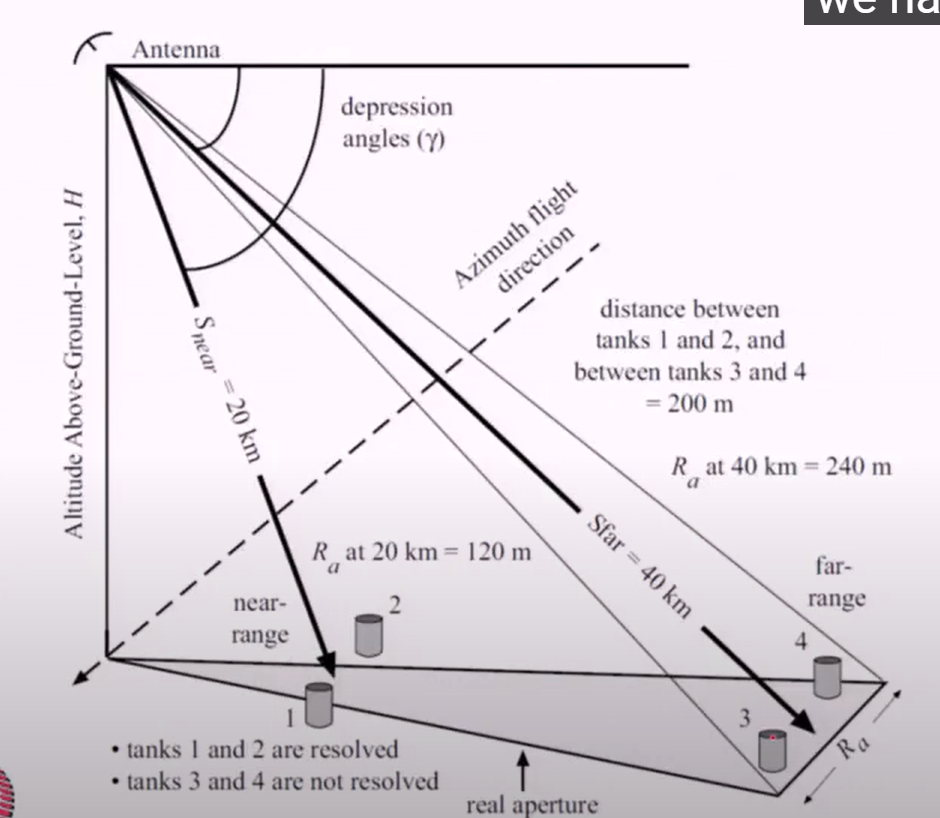 we ha
Antenna
depression
angles (γ)
Azimuth flight
direction
Altitude Above-Ground-Level, H
Snear = 20 km
distance between
tanks 1 and 2, and
between tanks 3 and 4
= 200 m
Ra at 40 km = 240 m
Sfar = 40 km
Ra at 20 km = 120 m
far-
range
near-
range
2
4
1
3
Ra
• tanks 1 and 2 are resolved
• tanks 3 and 4 are not resolved
real aperture